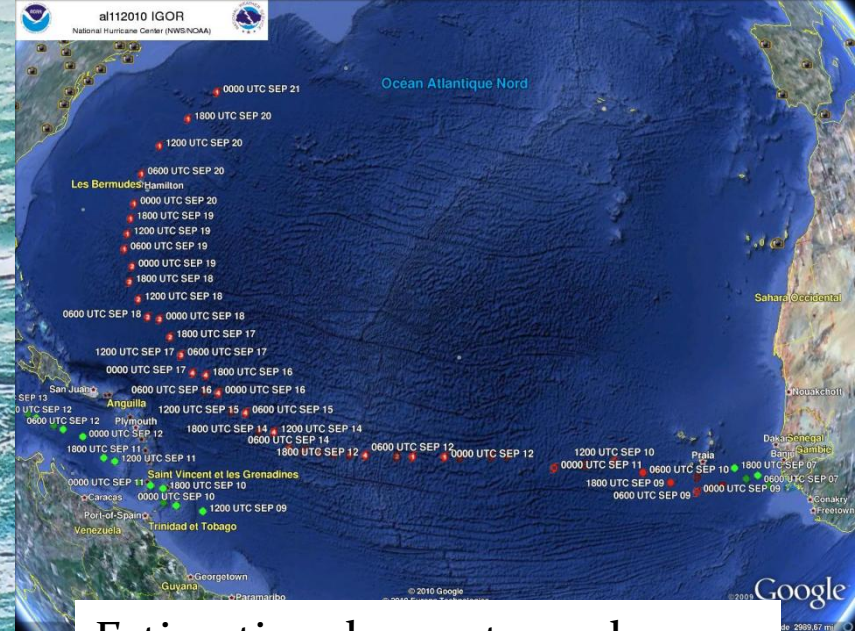 al112010 IGOR
National Hurricane Center (NWS/NOAA)
Ocean Atlantique Nord
0000 UTC SEP 21
1800 UTC SEP 20
1200 UTC SEP 20
0600 UTC SEP 20
Les Bermudes Hamilton
0000 UTC SEP 20
1800 UTC SEP 19
1200 UTC SEP 19
0600 UTC SEP 19
0000 UTC SEP 19
1800 UTC SEP 18
1200 UTC SEP 18
0600 UTC SEP 18 0000 UTC SEP 18
Sahara Occidental
1800 UTC SEP 17
1200 UTC SEP 17 0600 UTC SEP 17
0000 UTC SEP 17 1800 UTC SEP 16
San Juan 0600 UTC SEP 16 0000 UTC SEP 16
Nouakchott
SEP 13
Anguilla
0 UTC SEP 12 1200 UTC SEP 15 0600 UTC SEP 15
0600 UTC SEP 12 Plymouth
1800 UTC SEP 14 1200 UTC SEP 14
0000 UTC SEP 12 0600 UTC SEP 14
Dakar Senegal
1800 UTC SEP 11 1800 UTC SEP 12 0600 UTC SEP 12 0000 UTC SEP 12 1200 UTC SEP 10 Praia Gambie
1200 UTC SEP 11 0000 UTC SEP 11 0600 UTC SEP 10 1800 UTC SEP 07
Saint Vincent et les Grenadines
0000 UTC SEP 11 1800 UTC SEP 10 1800 UTC SEP 09 0600 UTC SEP 07
Caracas 0000 UTC SEP 10 0600 UTC SEP 09 0000 UTC SEP 09
Conakry
1200 UTC SEP 09 Freetown
Port-of-Spain
Venezuela Trinidad et Tobago
Georgetown
Guyana
Paramaribo
© 2010 Google
©2009 Google
2989.67 mi